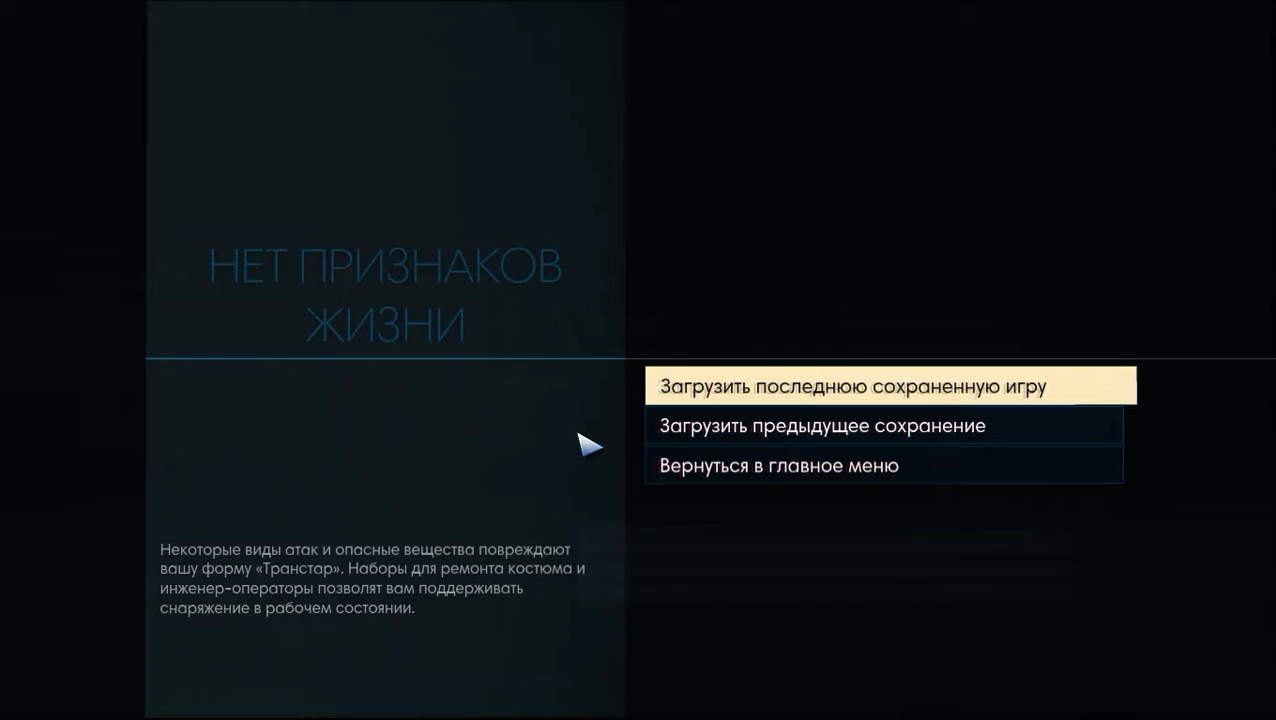 НЕТ ПРИЗНАКОВ
ЖИЗНИ
Загрузить последнюю сохраненную игру
Загрузить предыдущее сохранение
Вернуться в главное меню
Некоторые виды атак и опасные вещества повреждают
вашу форму «Транстар». Наборы для ремонта костюма и
инженер-операторы позволят вам поддерживать
снаряжение в рабочем состоянии.